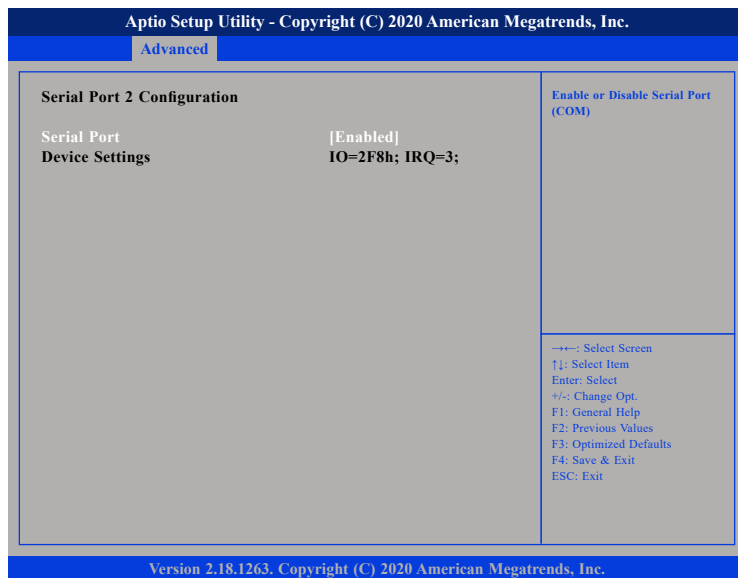 Aptio Setup Utility - Copyright (C) 2020 American Megatrends, Inc.
Advanced
Serial Port 2 Configuration
Serial Port [Enabled]
Device Settings IO=2F8h; IRQ=3;
Enable or Disable Serial Port
(COM)
→←: Select Screen
↑↓: Select Item
Enter: Select
+/-: Change Opt.
F1: General Help
F2: Previous Values
F3: Optimized Defaults
F4: Save & Exit
ESC: Exit
Version 2.18.1263. Copyright (C) 2020 American Megatrends, Inc.